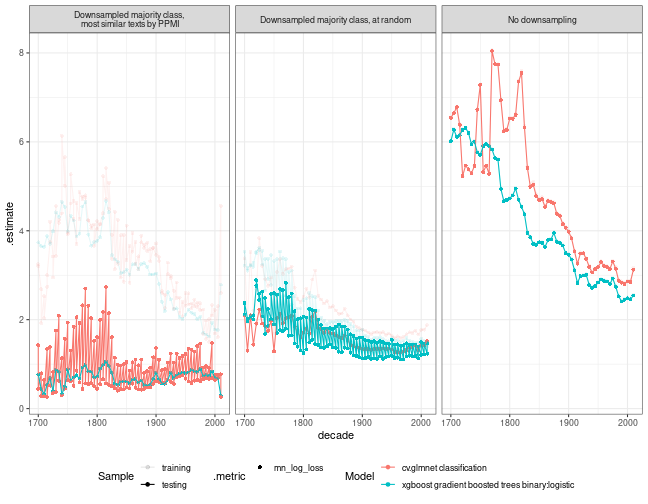 Downsampled majority class,
most similar texts by PPMI
Downsampled majority class, at random
No downsampling
8
6
4
2
0
.estimate
1700 1800 1900 2000 1700 1800 1900 2000 1700 1800 1900 2000
decade
Sample training .metric mn_log_loss Model cv.glmnet classification
testing xgboost gradient boosted trees binary:logistic